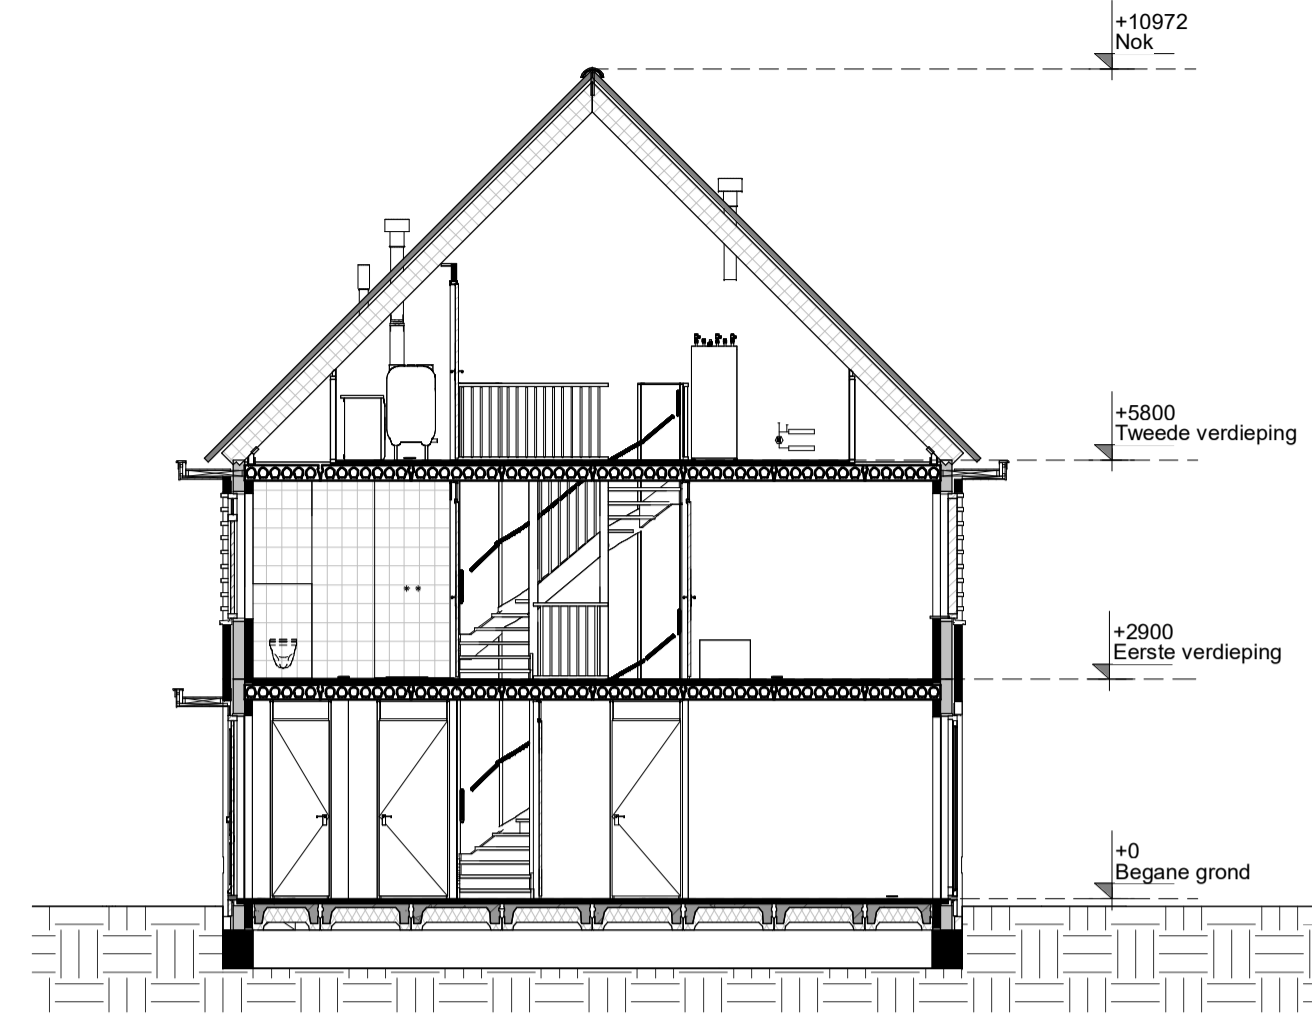 +10972
Nok
+5800
Tweede verdieping
+2900
Eerste verdieping
+0
Begane grond